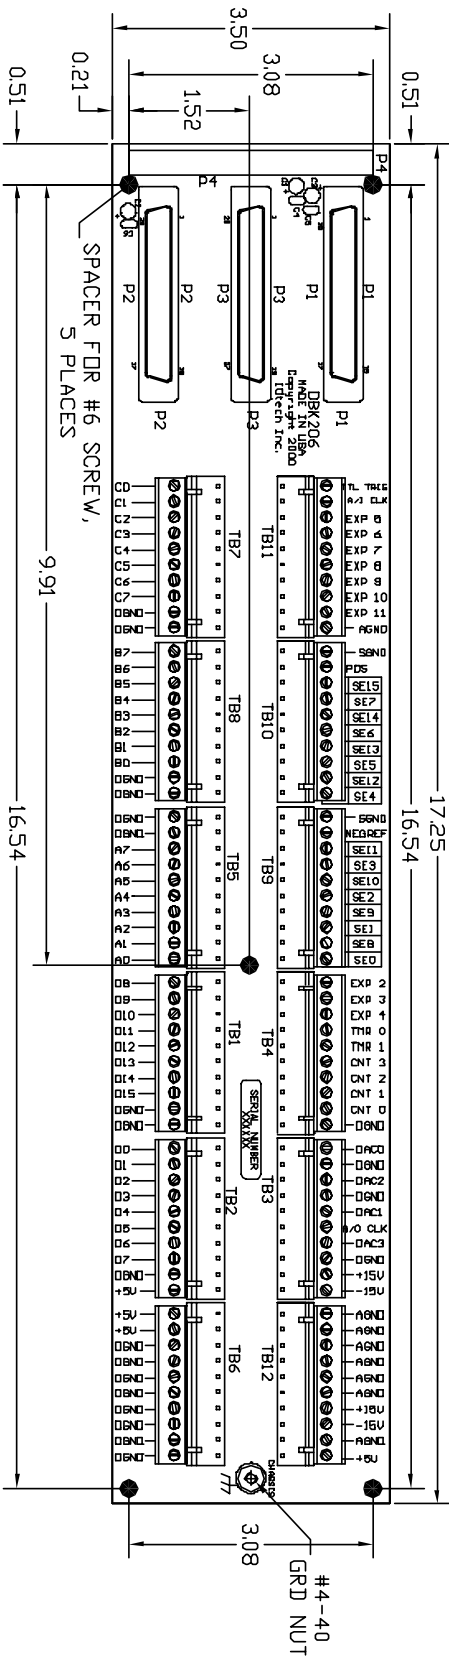 3.50
3.08
0.51
1.52
0.21
0.51
17.25
16.54
P4
P4
P1
P1
P1
P3
P3
P3
P2
P2
P2
DBK206
MADE IN USA
Copyright 2000
IOtech Inc.
SPACER FOR #6 SCREW,
5 PLACES
9.91
16.54
TB11
TTL TRIG
A/I CLK
EXP 5
EXP 6
EXP 7
EXP 8
EXP 9
EXP 10
EXP 11
AGND
TB7
C0
C1
C2
C3
C4
C5
C6
C7
DGND
DGND
TB10
SGND
POS
SE15
SE7
SE14
SE6
SE13
SE5
SE12
SE4
TB8
B7
B6
B5
B4
B3
B2
B1
B0
DGND
DGND
TB9
SGND
NEGREF
SE11
SE3
SE10
SE2
SE9
SE1
SE8
SE0
TB5
DGND
DGND
A7
A6
A5
A4
A3
A2
A1
A0
TB4
EXP 2
EXP 3
EXP 4
TMR 0
TMR 1
CNT 3
CNT 2
CNT 1
CNT 0
DGND
TB1
D8
D9
D10
D11
D12
D13
D14
D15
DGND
DGND
SERIAL NUMBER
XXXXXX
TB3
DAC0
DGND
DAC2
DGND
DAC1
A/O CLK
DAC3
DGND
+15V
-15V
TB2
D0
D1
D2
D3
D4
D5
D6
D7
DGND
+5V
TB12
AGND
AGND
AGND
AGND
AGND
AGND
+15V
-15V
AGND
+5V
TB6
+5V
+5V
DGND
DGND
DGND
DGND
DGND
DGND
DGND
DGND
CHASSIS
3.08
#4-40
GRD NUT